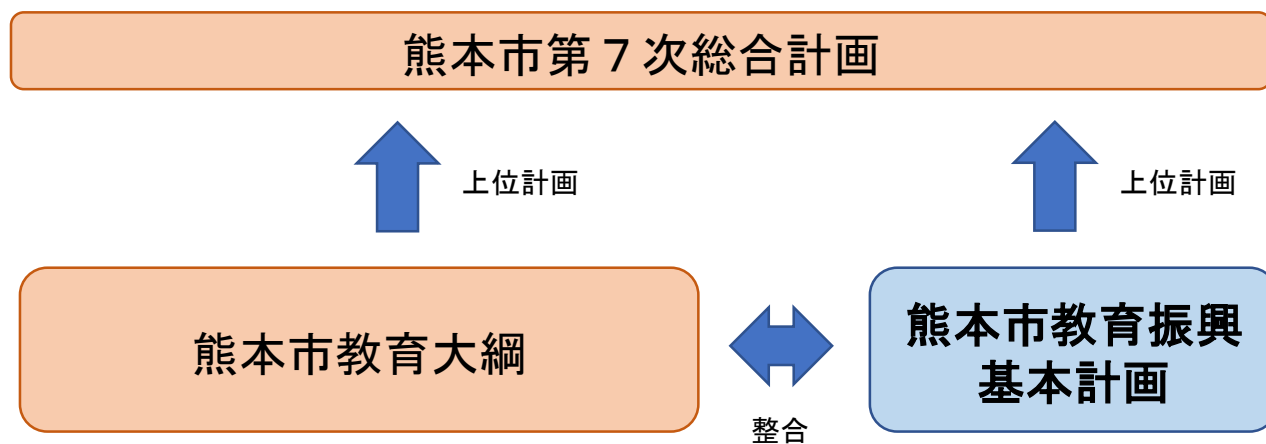 熊本市第７次総合計画
上位計画
上位計画
熊本市教育大綱
整合
熊本市教育振興
基本計画